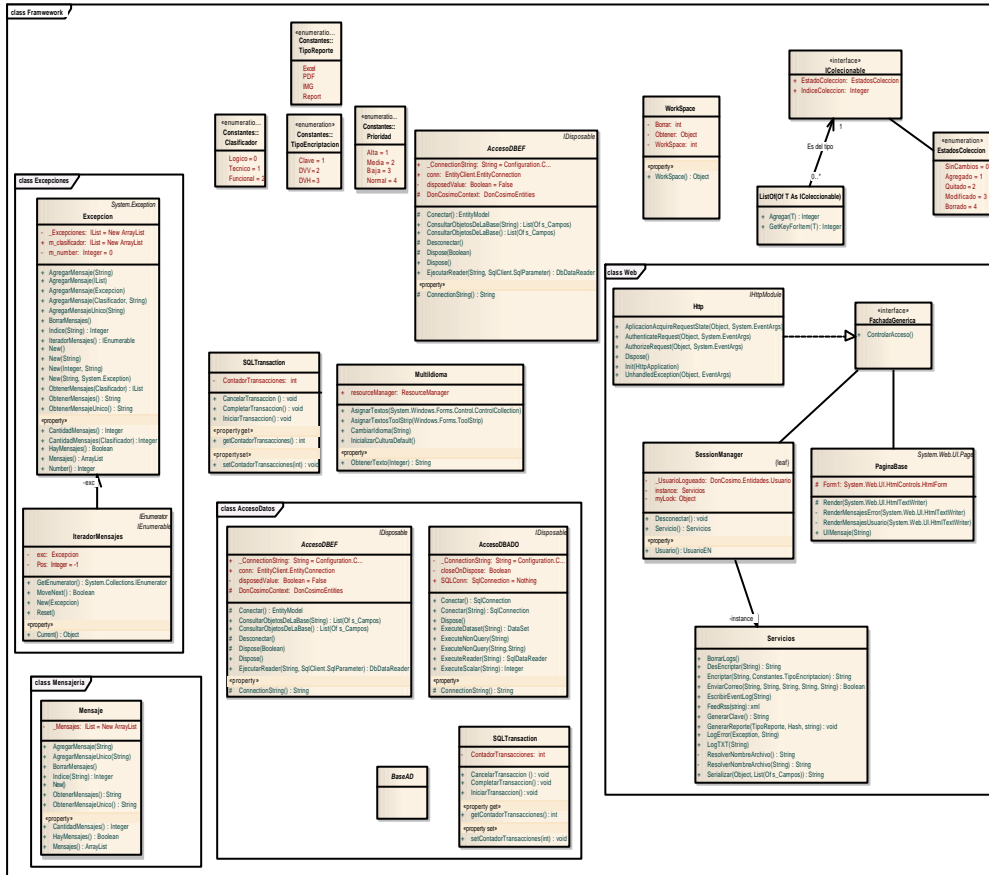 class Framwework
«enumeratio...
Constantes::
TipoReporte
Excel
PDF
IMG
Report
«enumeratio...
Constantes::
Clasificador
Logico = 0
Tecnico = 1
Funcional = 2
«enumeration»
Constantes::
TipoEncriptacion
Clave = 1
DVV = 2
DVH = 3
«enumeratio...
Constantes::
Prioridad
Alta = 1
Media = 2
Baja = 3
Normal = 4
IDisposable
AccesoDBEF
+ _ConnectionString: String = Configuration.C...
+ conn: EntityClient.EntityConnection
- disposedValue: Boolean = False
# DonCosimoContext: DonCosimoEntities
# Conectar() : EntityModel
+ ConsultarObjetosDeLaBase(String) : List(Of s_Campos)
+ ConsultarObjetosDeLaBase() : List(Of s_Campos)
# Desconectar()
# Dispose(Boolean)
+ Dispose()
+ EjecutarReader(String, SqlClient.SqlParameter) : DbDataReader
«property»
# ConnectionString() : String
WorkSpace
- Borrar: int
- Obtener: Object
- WorkSpace: int
«property»
+ WorkSpace() : Object
«interface»
IColecionable
+ EstadoColeccion: EstadosColeccion
+ IndiceColeccion: Integer
1
Es del tipo
0..*
«enumeration»
EstadosColeccion
SinCambios = 0
Agregado = 1
Quitado = 2
Modificado = 3
Borrado = 4
ListOf(Of T As IColeccionable)
+ Agregar(T) : Integer
+ GetKeyForItem(T) : Integer
class Excepciones
System.Exception
Excepcion
- _Excepciones: IList = New ArrayList
+ m_clasificador: IList = New ArrayList
- m_number: Integer = 0
+ AgregarMensaje(String)
+ AgregarMensaje(IList)
+ AgregarMensaje(Excepcion)
+ AgregarMensaje(Clasificador, String)
+ AgregarMensajeUnico(String)
+ BorrarMensajes()
+ Indice(String) : Integer
+ IteradorMensajes() : IEnumerable
+ New()
+ New(String)
+ New(Integer, String)
+ New(String, System.Exception)
+ ObtenerMensajes(Clasificador) : IList
+ ObtenerMensajes() : String
+ ObtenerMensajeUnico() : String
«property»
+ CantidadMensajes() : Integer
+ CantidadMensajes(Clasificador) : Integer
+ HayMensajes() : Boolean
+ Mensajes() : ArrayList
+ Number() : Integer
-exc
IEnumerator
IEnumerable
IteradorMensajes
- exc: Excepcion
- Pos: Integer = -1
+ GetEnumerator() : System.Collections.IEnumerator
+ MoveNext() : Boolean
+ New(Excepcion)
+ Reset()
«property»
+ Current() : Object
SQLTransaction
- ContadorTransacciones: int
+ CancelarTransaccion () : void
+ CompletarTransaccion() : void
+ IniciarTransaccion() : void
«propertyget»
+ getContadorTransacciones() : int
«propertyset»
+ setContadorTransacciones(int) : void
MultiIdioma
+ resourceManager: ResourceManager
+ AsignarTextos(System.Windows.Forms.Control.ControlCollection)
+ AsignarTextosToolStrip(Windows.Forms.ToolStrip)
+ CambiarIdioma(String)
+ InicializarCulturaDefault()
«property»
+ ObtenerTexto(Integer) : String
class Web
IHttpModule
Http
+ AplicacionAcquireRequestState(Object, System.EventArgs)
+ AuthenticateRequest(Object, System.EventArgs)
+ AuthorizeRequest(Object, System.EventArgs)
+ Dispose()
+ Init(HttpApplication)
+ UnhandledException(Object, EventArgs)
«interface»
FachadaGenerica
+ ControlarAcceso()
SessionManager
{leaf}
- _UsuarioLogueado: DonCosimo.Entidades.Usuario
- instance: Servicios
- myLock: Object
+ Desconectar() : void
+ Servicio() : Servicios
«property»
+ Usuario() : UsuarioEN
System.Web.UI.Page
PaginaBase
# Form1: System.Web.UI.HtmlControls.HtmlForm
# Render(System.Web.UI.HtmlTextWriter)
- RenderMensajesError(System.Web.UI.HtmlTextWriter)
- RenderMensajesUsuario(System.Web.UI.HtmlTextWriter)
+ UIMensaje(String)
-instance
Servicios
+ BorrarLogs()
+ DesEncriptar(String) : String
+ Encriptar(String, Constantes.TipoEncriptacion) : String
+ EnviarCorreo(String, String, String, String, String) : Boolean
+ EscribirEventLog(String)
+ FeedRss(string) : xml
+ GenerarClave() : String
+ GenerarReporte(TipoReporte, Hash, string) : void
+ LogError(Exception, String)
+ LogTXT(String)
- ResolverNombreArchivo() : String
- ResolverNombreArchivo(String) : String
+ Serializar(Object, List(Of s_Campos)) : String
class AccesoDatos
IDisposable
AccesoDBEF
+ _ConnectionString: String = Configuration.C...
+ conn: EntityClient.EntityConnection
- disposedValue: Boolean = False
# DonCosimoContext: DonCosimoEntities
# Conectar() : EntityModel
+ ConsultarObjetosDeLaBase(String) : List(Of s_Campos)
+ ConsultarObjetosDeLaBase() : List(Of s_Campos)
# Desconectar()
# Dispose(Boolean)
+ Dispose()
+ EjecutarReader(String, SqlClient.SqlParameter) : DbDataReader
«property»
# ConnectionString() : String
IDisposable
AccesoDBADO
+ _ConnectionString: String = Configuration.C...
- closeOnDispose: Boolean
+ SQLConn: SqlConnection = Nothing
+ Conectar() : SqlConnection
+ Conectar(String) : SqlConnection
+ Dispose()
+ ExecuteDataset(String) : DataSet
+ ExecuteNonQuery(String)
+ ExecuteNonQuery(String,String)
+ ExecuteReader(String) : SqlDataReader
+ ExecuteScalar(String) : Integer
«property»
# ConnectionString() : String
BaseAD
SQLTransaction
- ContadorTransacciones: int
+ CancelarTransaccion () : void
+ CompletarTransaccion() : void
+ IniciarTransaccion() : void
«property get»
+ getContadorTransacciones() : int
«property set»
+ setContadorTransacciones(int) : void
class Mensajeria
Mensaje
- _Mensajes: IList = New ArrayList
+ AgregarMensaje(String)
+ AgregarMensajeUnico(String)
+ BorrarMensajes()
+ Indice(String) : Integer
+ New()
+ ObtenerMensajes() : String
+ ObtenerMensajeUnico() : String
«property»
+ CantidadMensajes() : Integer
+ HayMensajes() : Boolean
+ Mensajes() : ArrayList